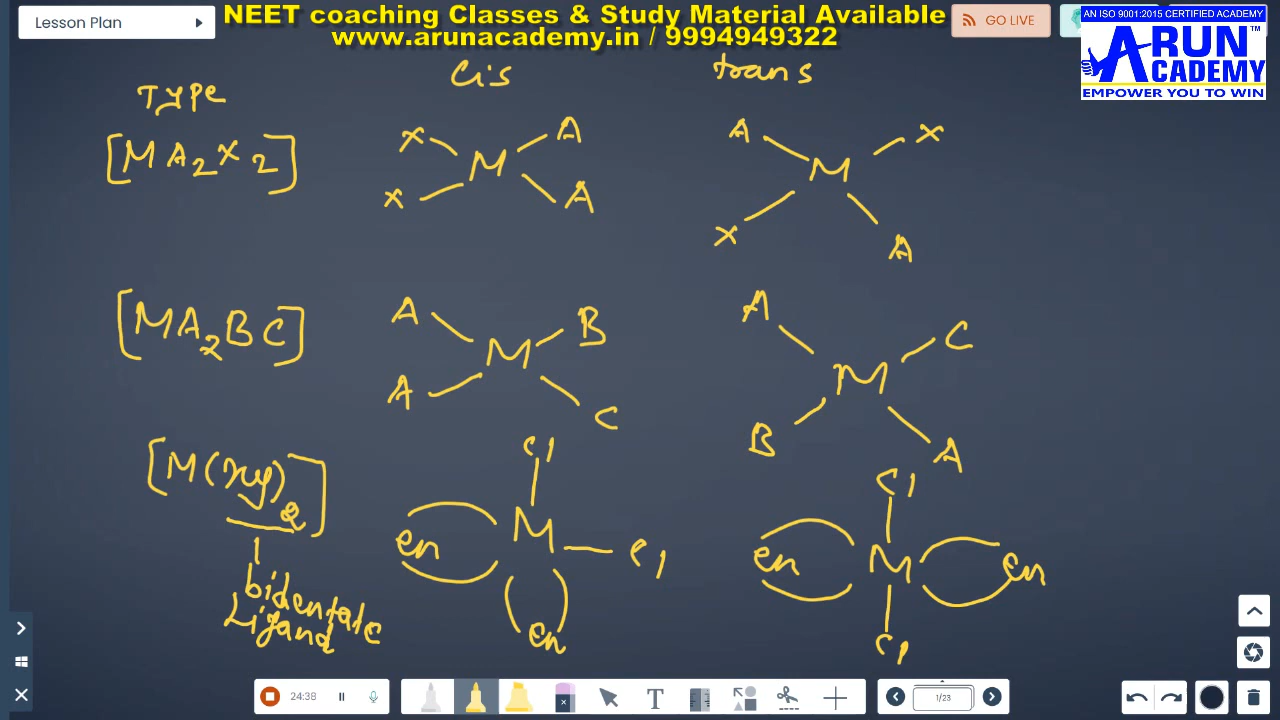 Lesson Plan
NEET coaching Classes & Study Material Available
www.arunacademy.in / 9994949322
GO LIVE
AN ISO 9001:2015 CERTIFIED ACADEMY
ARUN ACADEMY™
EMPOWER YOU TO WIN
TYPE cis trans
[MA₂X₂]
X A
M
X A
A X
M
X A
[MA₂BC]
A B
M
A C
A C
M
B A
[M(xy)₂]
bidentate
Ligand
Cl
en M Cl
en
Cl
en M en
Cl
24:38
T
1/23